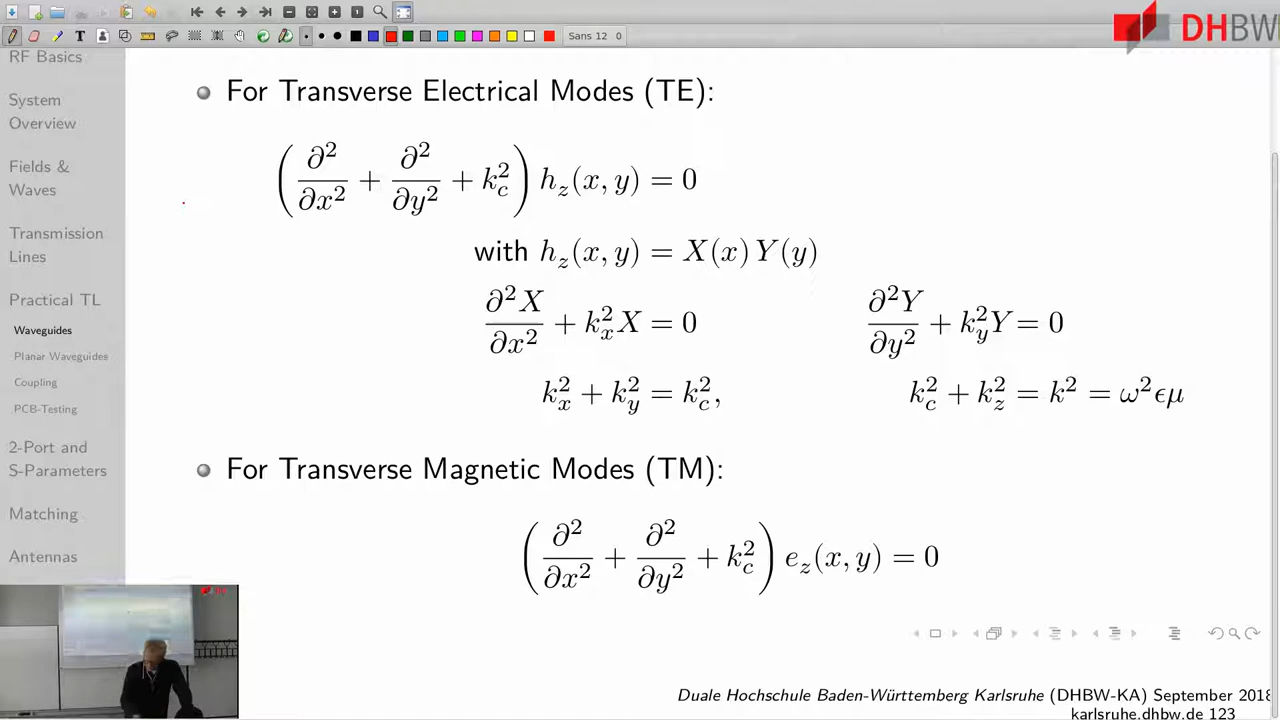 Sans 12 0
DHBW
RF Basics
System
Overview
Fields &
Waves
Transmission
Lines
Practical TL
Waveguides
Planar Waveguides
Coupling
PCB-Testing
2-Port and
S-Parameters
Matching
Antennas
For Transverse Electrical Modes (TE):
(∂²/∂x² + ∂²/∂y² + k_c²) h_z(x, y) = 0
with h_z(x, y) = X(x) Y(y)
∂²X/∂x² + k_x² X = 0 ∂²Y/∂y² + k_y² Y = 0
k_x² + k_y² = k_c², k_c² + k_z² = k² = ω²ϵμ
For Transverse Magnetic Modes (TM):
(∂²/∂x² + ∂²/∂y² + k_c²) e_z(x, y) = 0
Duale Hochschule Baden-Württemberg Karlsruhe (DHBW-KA) September 2018
karlsruhe.dhbw.de 123